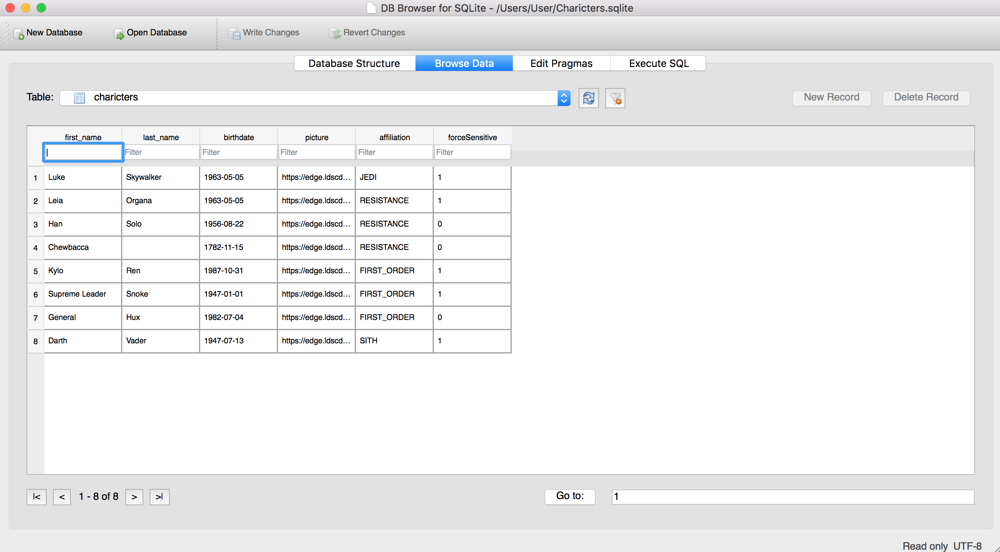 DB Browser for SQLite - /Users/User/Charicters.sqlite
New Database Open Database Write Changes Revert Changes
Database Structure Browse Data Edit Pragmas Execute SQL
Table: charicters New Record Delete Record
first_name last_name birthdate picture affiliation forceSensitive
Filter Filter Filter Filter Filter
1 Luke Skywalker 1963-05-05 https://edge.ldscd... JEDI 1
2 Leia Organa 1963-05-05 https://edge.ldscd... RESISTANCE 1
3 Han Solo 1956-08-22 https://edge.ldscd... RESISTANCE 0
4 Chewbacca 1782-11-15 https://edge.ldscd... RESISTANCE 0
5 Kylo Ren 1987-10-31 https://edge.ldscd... FIRST_ORDER 1
6 Supreme Leader Snoke 1947-01-01 https://edge.ldscd... FIRST_ORDER 1
7 General Hux 1982-07-04 https://edge.ldscd... FIRST_ORDER 0
8 Darth Vader 1947-07-13 https://edge.ldscd... SITH 1
|< < 1 - 8 of 8 > >| Go to: 1
Read only UTF-8